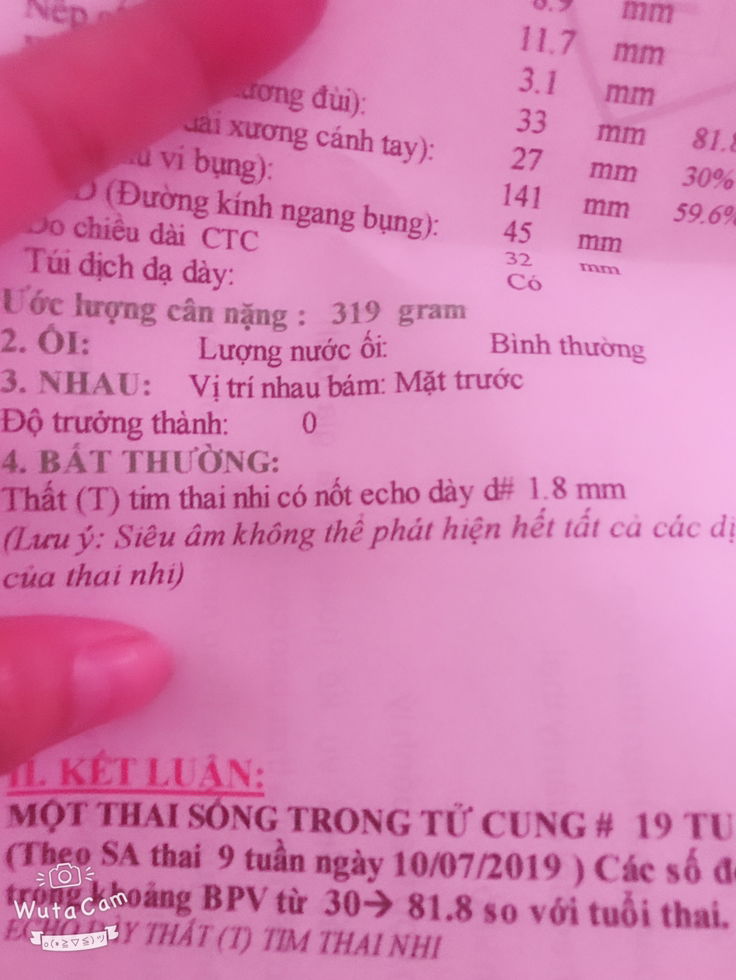 Nếp
8.9 mm
11.7 mm
3.1 mm
xương đùi): 33 mm 81.8
dài xương cánh tay): 27 mm 30%
vi bụng): 141 mm 59.6%
(Đường kính ngang bụng): 45 mm
Đo chiều dài CTC 32 mm
Túi dịch dạ dày: Có
Ước lượng cân nặng : 319 gram
2. ỐI: Lượng nước ối: Bình thường
3. NHAU: Vị trí nhau bám: Mặt trước
Độ trưởng thành: 0
4. BẤT THƯỜNG:
Thất (T) tim thai nhi có nốt echo dày d# 1.8 mm
(Lưu ý: Siêu âm không thể phát hiện hết tất cả các dị
của thai nhi)
II. KẾT LUẬN:
MỘT THAI SỐNG TRONG TỬ CUNG # 19 TU
(Theo SA thai 9 tuần ngày 10/07/2019 ) Các số đ
trong khoảng BPV từ 30→ 81.8 so với tuổi thai.
THẤT (T) TIM THAI NHI
WutaCam